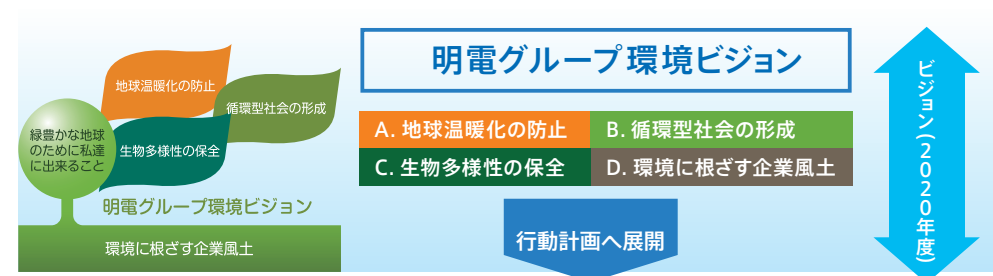 地球温暖化の防止
循環型社会の形成
緑豊かな地球
のために私達
に出来ること
生物多様性の保全
明電グループ環境ビジョン
環境に根ざす企業風土
明電グループ環境ビジョン
A. 地球温暖化の防止
B. 循環型社会の形成
C. 生物多様性の保全
D. 環境に根ざす企業風土
行動計画へ展開
ビジョン(2020年度)